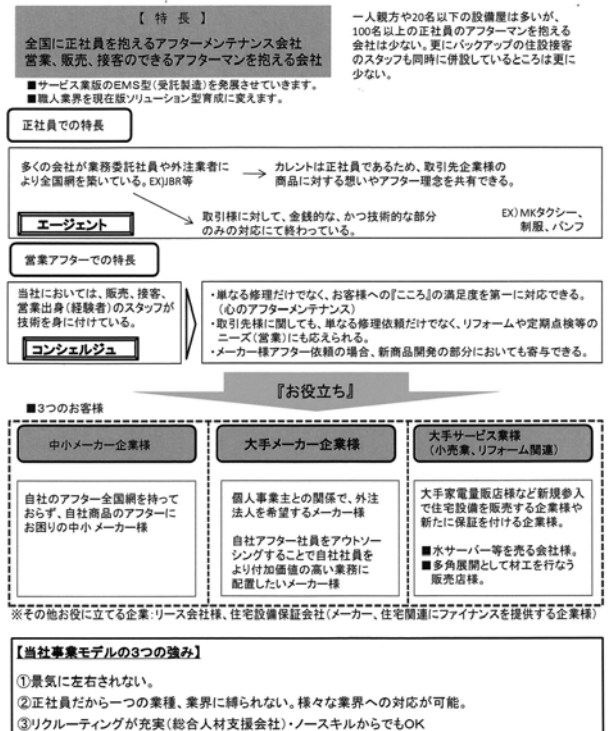 【 特 長 】
全国に正社員を抱えるアフターメンテナンス会社
営業、販売、接客のできるアフターマンを抱える会社
一人親方や20名以下の設備屋は多いが、
100名以上の正社員のアフターマンを抱える
会社は少ない。更にバックアップの住設接客
のスタッフも同時に併設しているところは更に
少ない。
■サービス業版のEMS型(受託製造)を発展させていきます。
■職人業界を現在版ソリューション型育成に変えます。
正社員での特長
多くの会社が業務委託社員や外注業者に
より全国網を築いている。EX)JBR等
カレントは正社員であるため、取引先企業様の
商品に対する想いやアフター理念を共有できる。
エージェント
取引様に対して、金銭的な、かつ技術的な部分
のみの対応にて終わっている。
EX)MKタクシー、
制服、バンフ
営業アフターでの特長
当社においては、販売、接客、
営業出身(経験者)のスタッフが
技術を身に付けている。
コンシェルジュ
・単なる修理だけでなく、お客様への『こころ』の満足度を第一に対応できる。
(心のアフターメンテナンス)
・取引先様に関しても、単なる修理依頼だけでなく、リフォームや定期点検等の
ニーズ(営業)にも応えられる。
・メーカー様アフター依頼の場合、新商品開発の部分においても寄与できる。
『お役立ち』
■3つのお客様
中小メーカー企業様
自社のアフター全国網を持って
おらず、自社商品のアフターに
お困りの中小メーカー様
大手メーカー企業様
個人事業主との関係で、外注
法人を希望するメーカー様
自社アフター社員をアウトソー
シングすることで自社社員を
より付加価値の高い業務に
配置したいメーカー様
大手サービス業様
(小売業、リフォーム関連)
大手家電量販店様など新規参入
で住宅設備を販売する企業様や
新たに保証を付ける企業様。
■水サーバー等を売る会社様。
■多角展開として材工を行なう
販売店様。
※その他お役に立てる企業:リース会社様、住宅設備保証会社(メーカー、住宅関連にファイナンスを提供する企業様)
【当社事業モデルの3つの強み】
①景気に左右されない。
②正社員だから一つの業種、業界に縛られない。様々な業界への対応が可能。
③リクルーティングが充実(総合人材支援会社)・ノースキルからでもOK